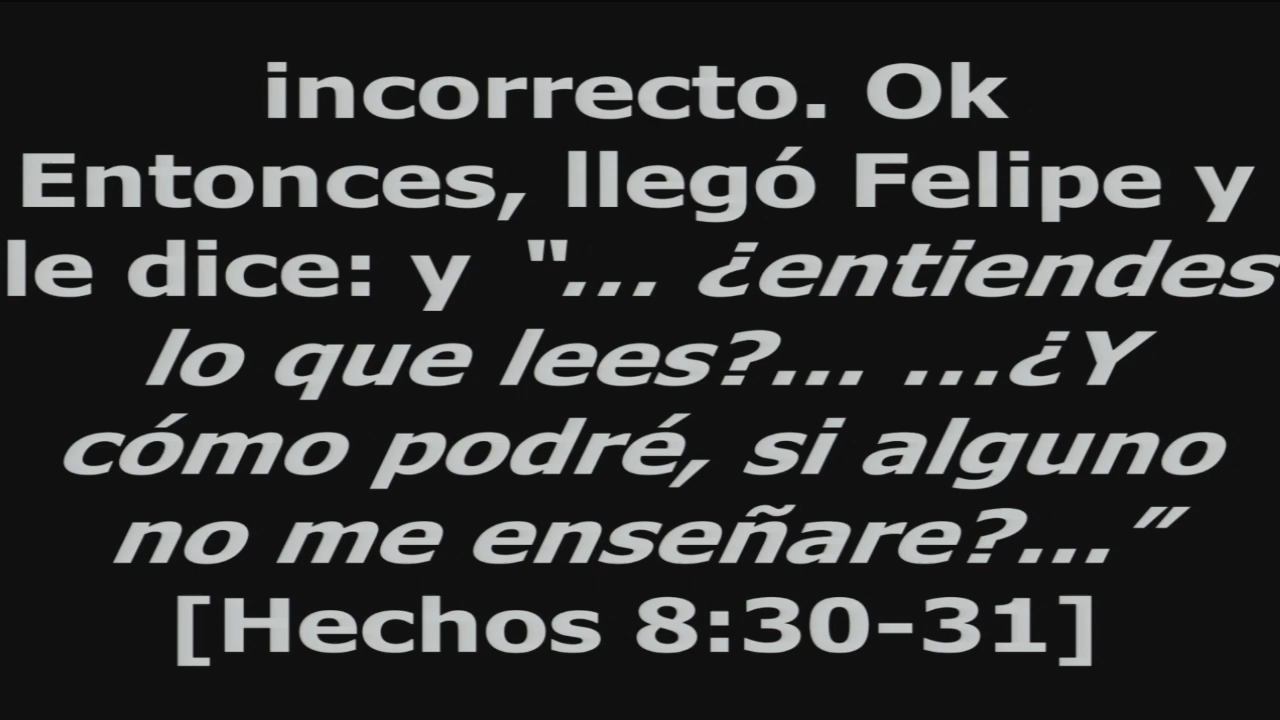 incorrecto. Ok
Entonces, llegó Felipe y
le dice: y "... ¿entiendes
lo que lees?... ...¿Y
cómo podré, si alguno
no me enseñare?...”
[Hechos 8:30-31]